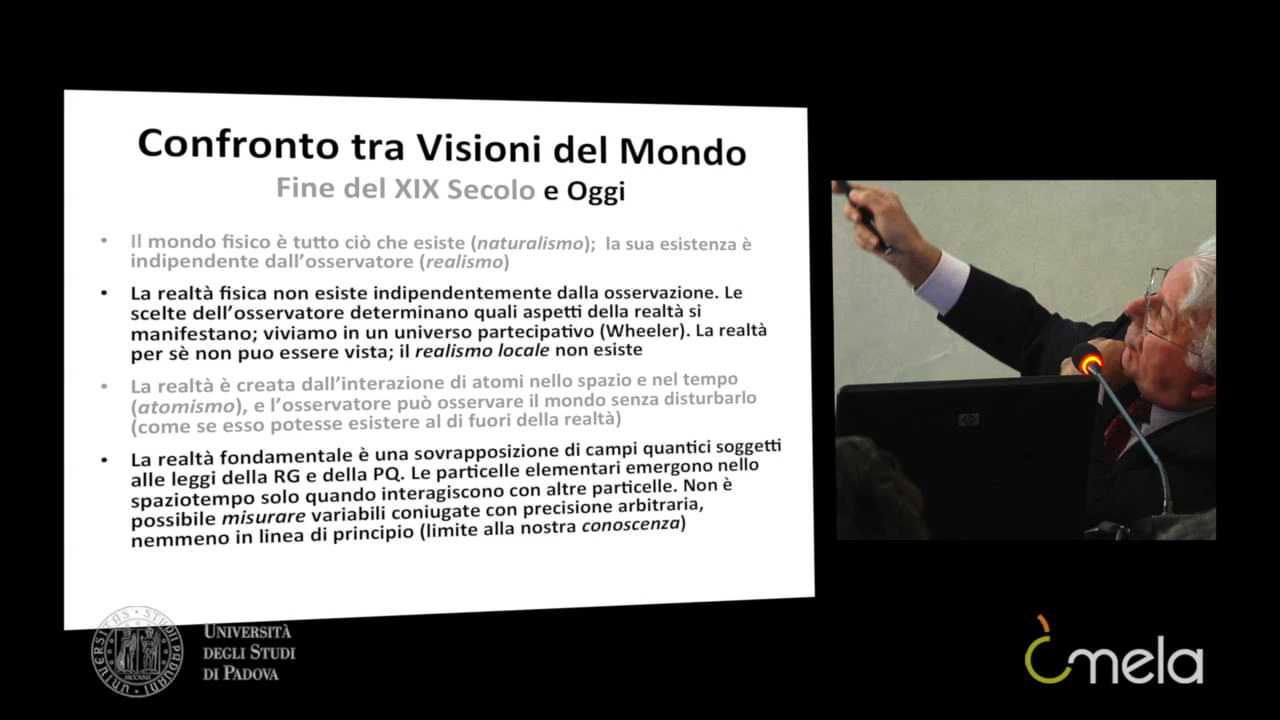 Confronto tra Visioni del Mondo
Fine del XIX Secolo e Oggi
• Il mondo fisico è tutto ciò che esiste (naturalismo); la sua esistenza è
indipendente dall'osservatore (realismo)
• La realtà fisica non esiste indipendentemente dalla osservazione. Le
scelte dell'osservatore determinano quali aspetti della realtà si
manifestano; viviamo in un universo partecipativo (Wheeler). La realtà
per sè non puo essere vista; il realismo locale non esiste
• La realtà è creata dall'interazione di atomi nello spazio e nel tempo
(atomismo), e l'osservatore può osservare il mondo senza disturbarlo
(come se esso potesse esistere al di fuori della realtà)
• La realtà fondamentale è una sovrapposizione di campi quantici soggetti
alle leggi della RG e della PQ. Le particelle elementari emergono nello
spaziotempo solo quando interagiscono con altre particelle. Non è
possibile misurare variabili coniugate con precisione arbitraria,
nemmeno in linea di principio (limite alla nostra conoscenza)
hp
UNIVERSITÀ
DEGLI STUDI
DI PADOVA
mela